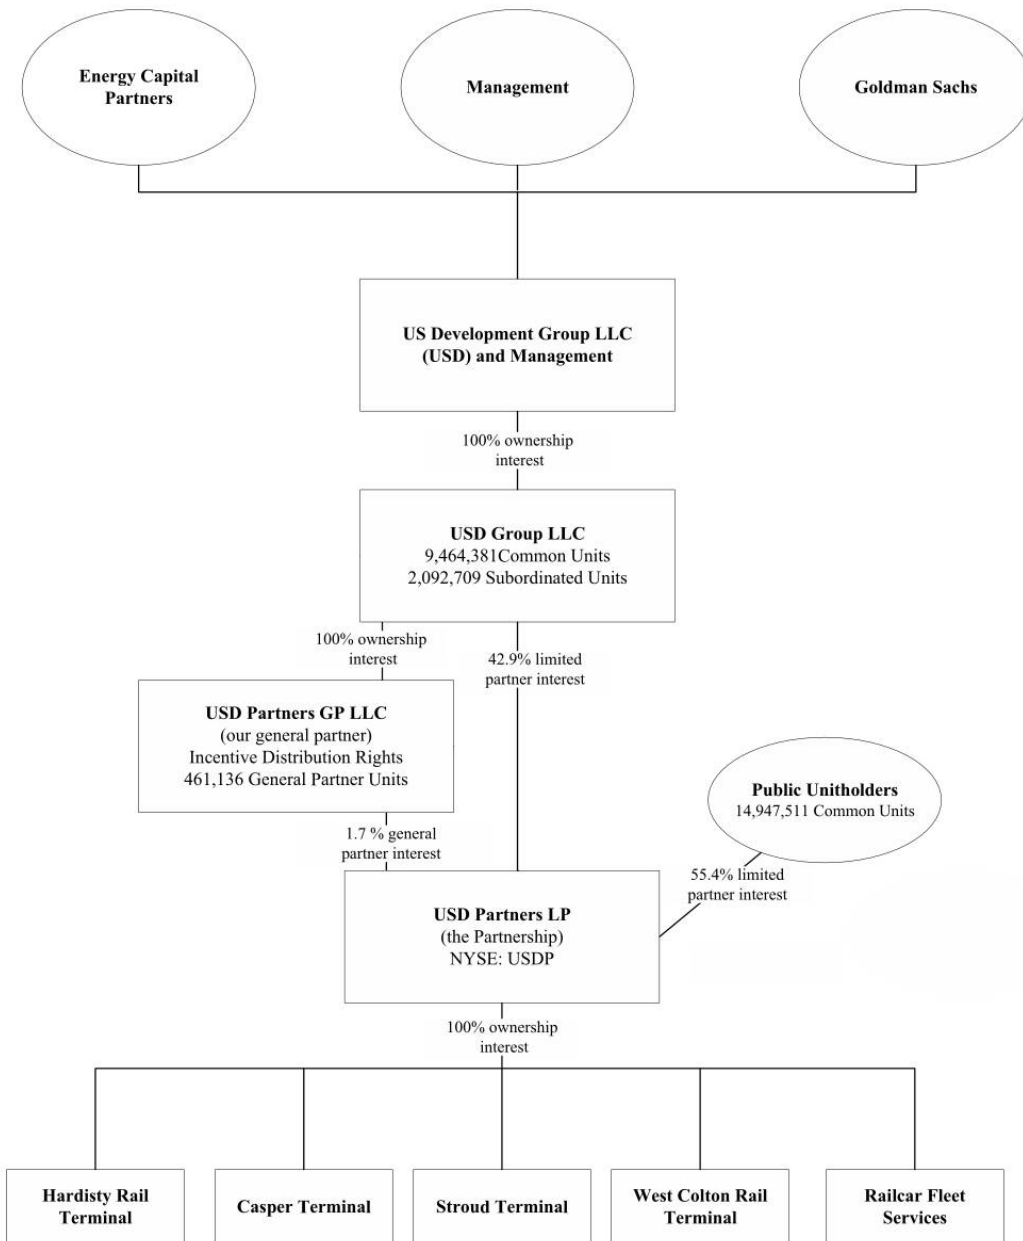 Energy Capital
Partners
Management
Goldman Sachs
US Development Group LLC
(USD) and Management
100% ownership
interest
USD Group LLC
9,464,381Common Units
2,092,709 Subordinated Units
100% ownership
interest
42.9% limited
partner interest
USD Partners GP LLC
(our general partner)
Incentive Distribution Rights
461,136 General Partner Units
Public Unitholders
14,947,511 Common Units
1.7 % general
partner interest
55.4% limited
partner interest
USD Partners LP
(the Partnership)
NYSE: USDP
100% ownership
interest
Hardisty Rail
Terminal
Casper Terminal
Stroud Terminal
West Colton Rail
Terminal
Railcar Fleet
Services